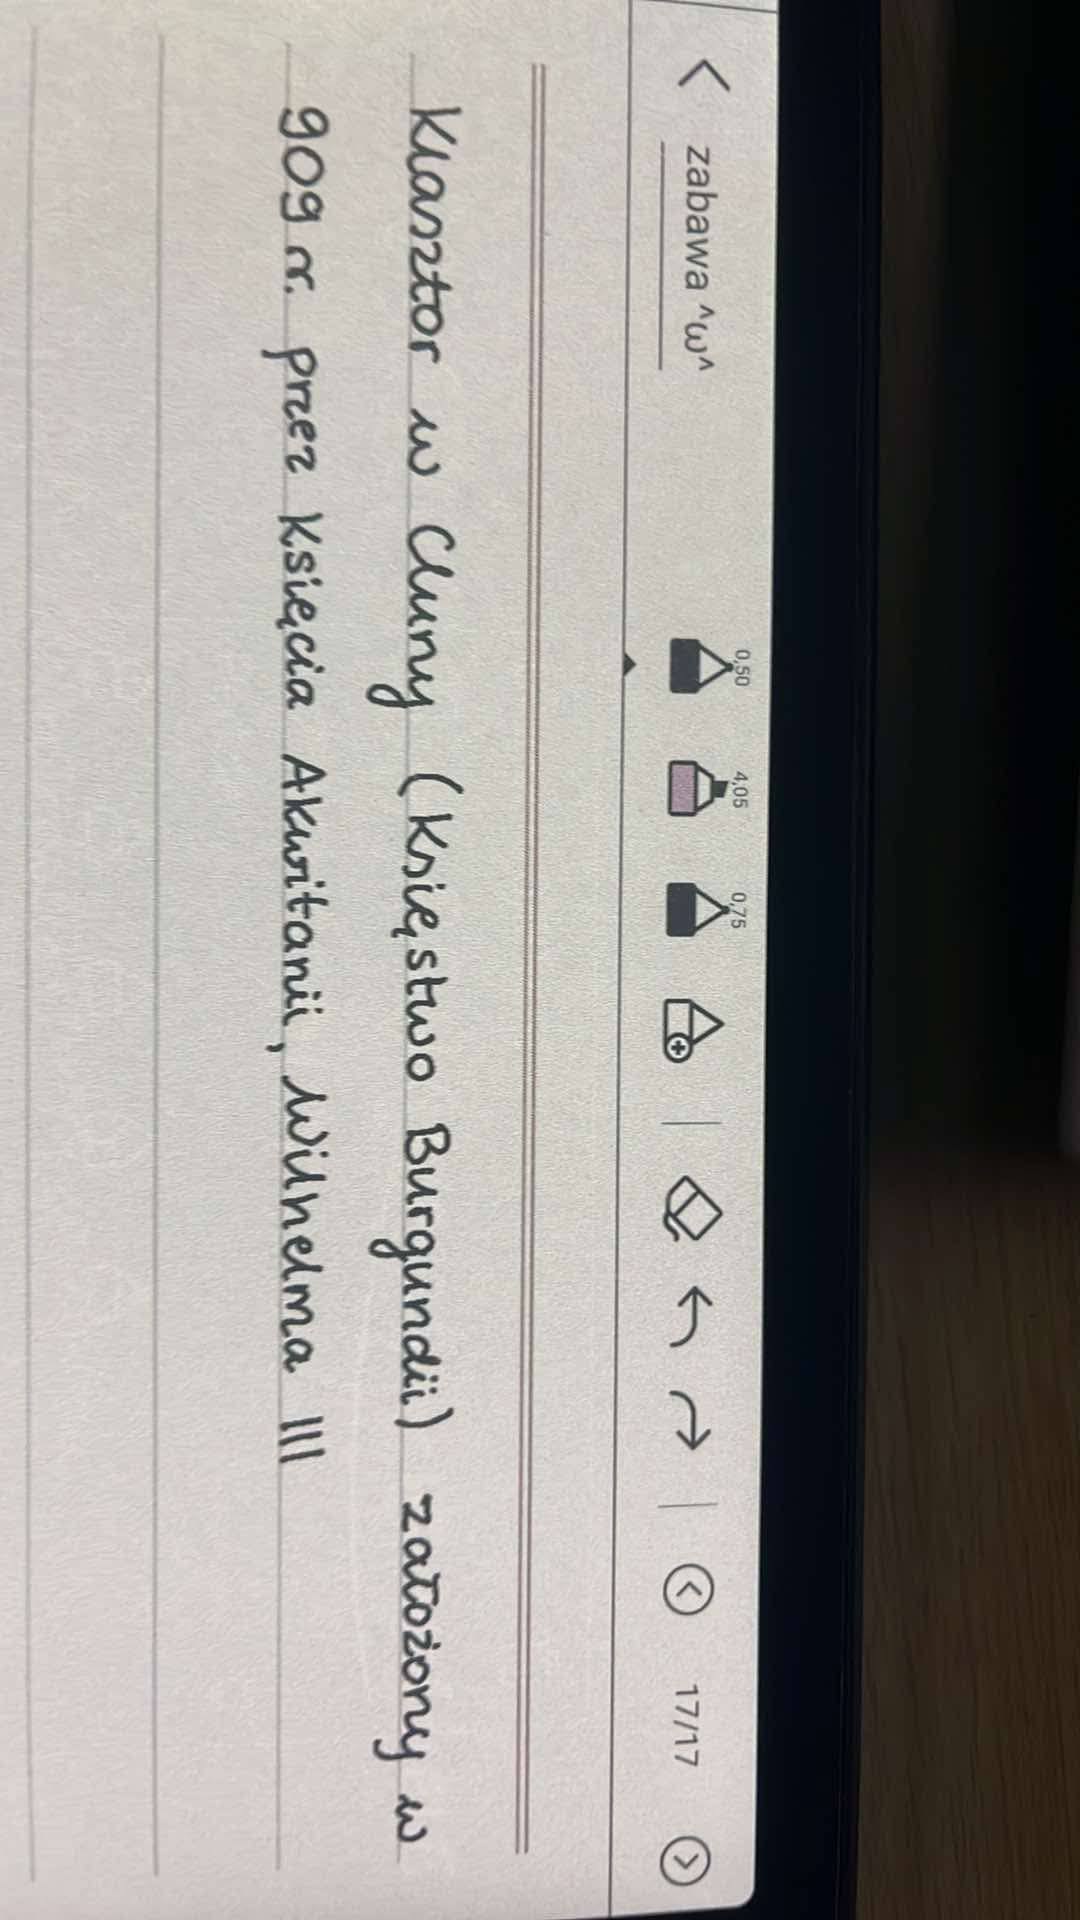 0,50 4,05 0,75
zabawa ^ω^ 17/17
Klasztor w Cluny (Księstwo Burgundii) założony w
909 r. przez Księcia Akwitanii, Wilhelma III